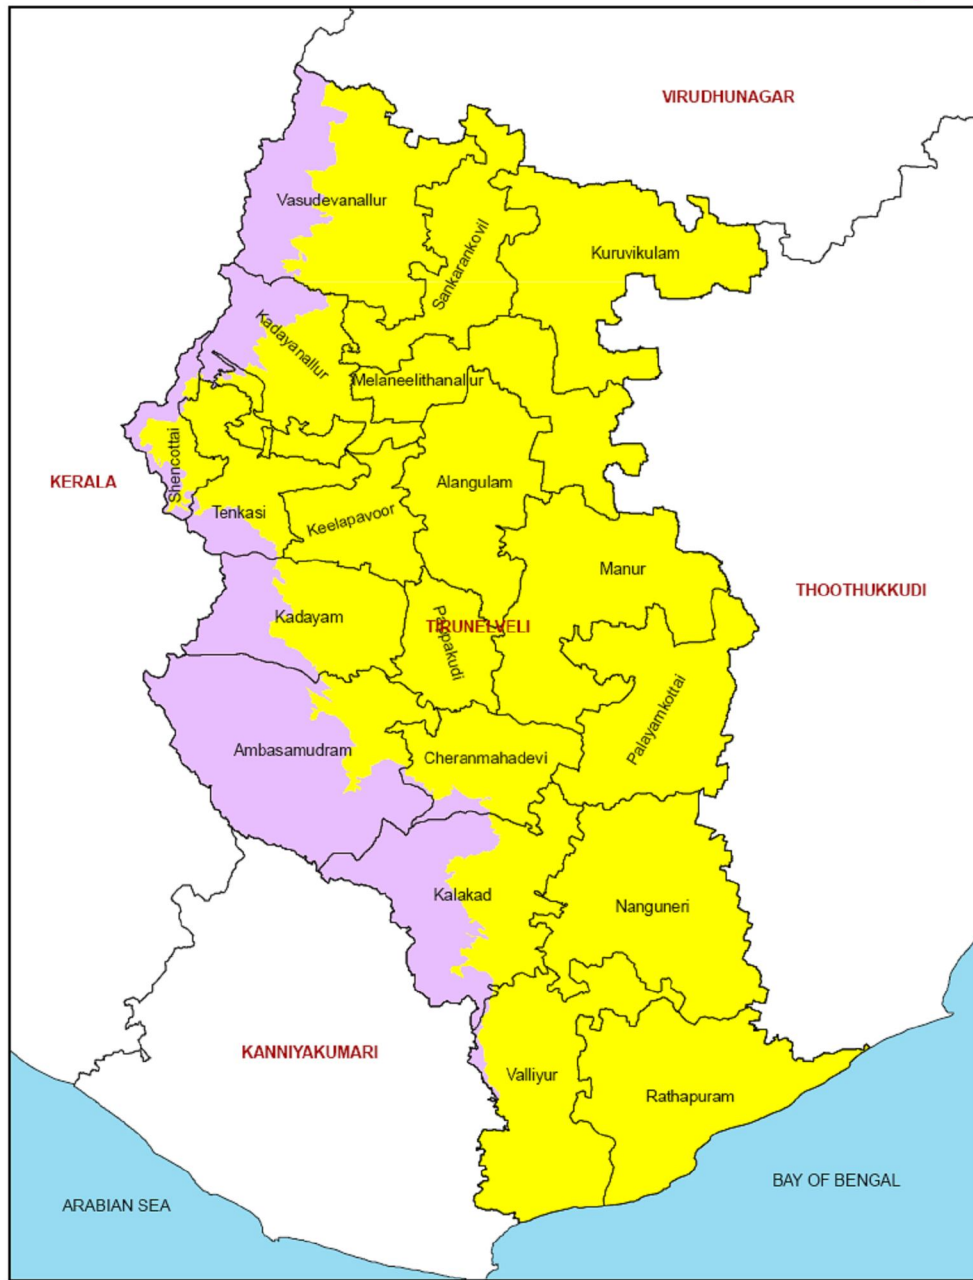 VIRUDHUNAGAR
Vasudevanallur
Sankarankovil
Kuruvikulam
Kadayanallur
Melaneelithanallur
Shencottai
KERALA
Alangulam
Tenkasi
Keelapavoor
Manur
THOOTHUKKUDI
Kadayam
TIRUNELVELI
Pappakudi
Palayamkottai
Ambasamudram
Cheranmahadevi
Kalakad
Nanguneri
KANNIYAKUMARI
Valliyur
Rathapuram
BAY OF BENGAL
ARABIAN SEA